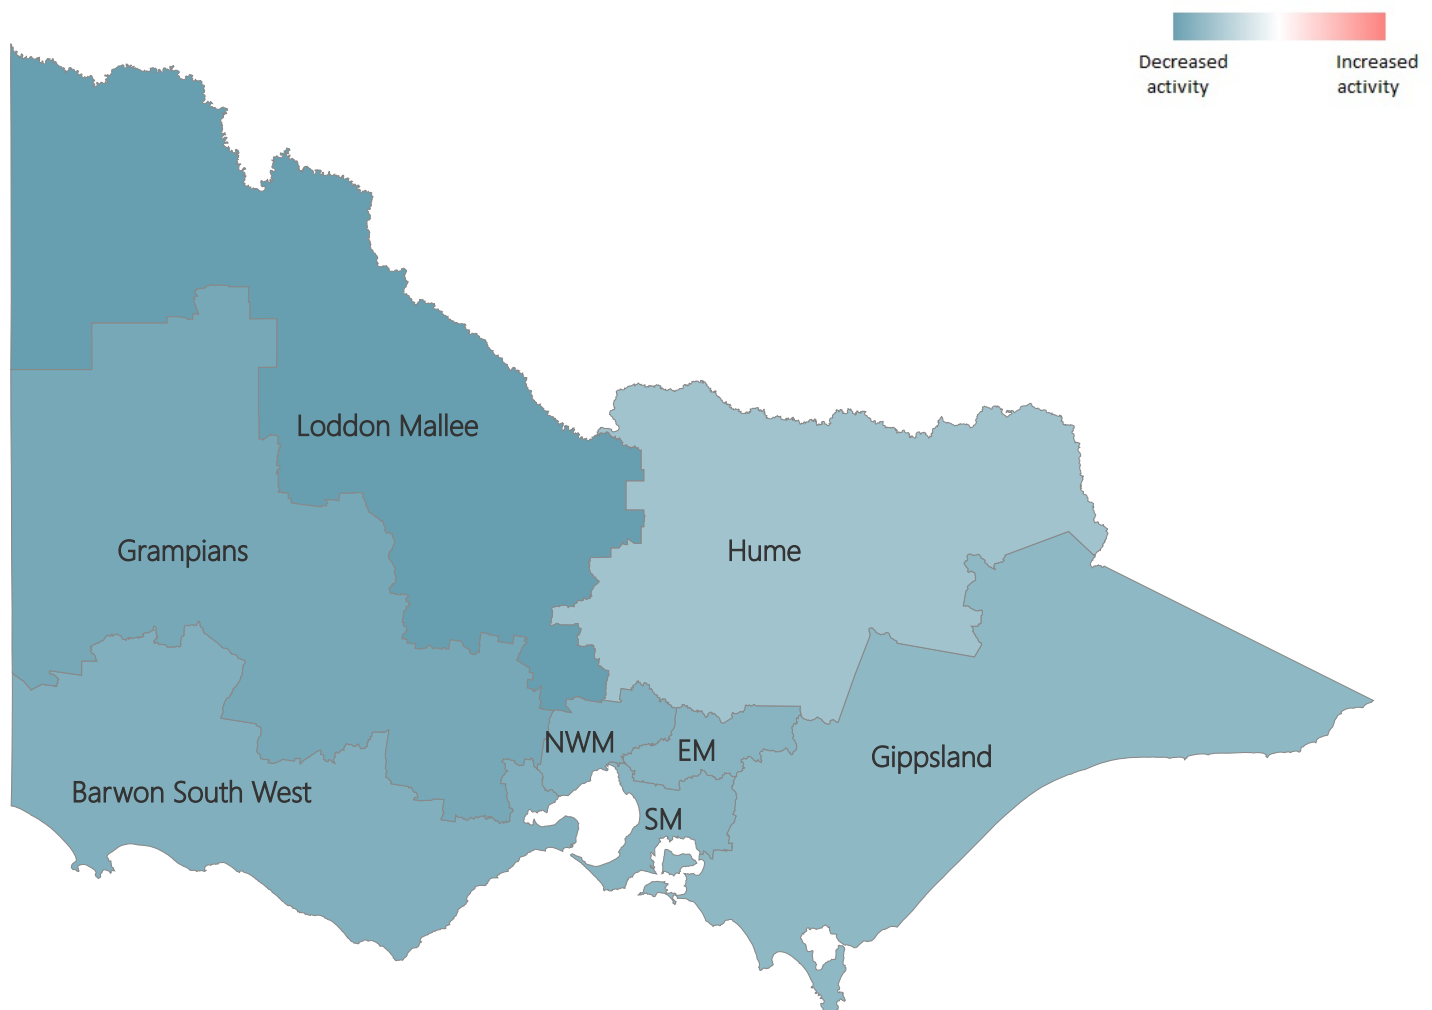 Decreased activity
Increased activity
Loddon Mallee
Grampians
Hume
NWM
EM
Gippsland
Barwon South West
SM